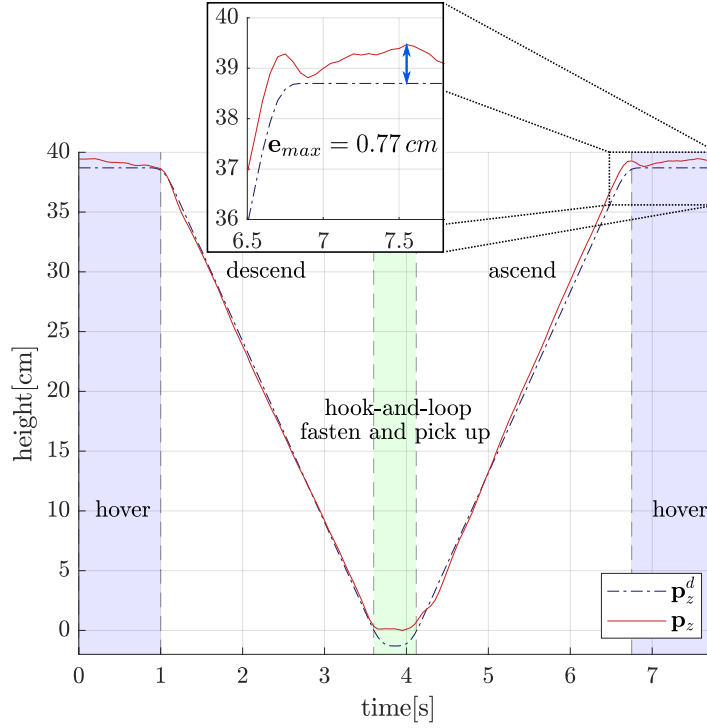 40
39
38
37
36
6.5 7 7.5
e_max = 0.77 cm
40
35
30
25
20
15
10
5
0
height[cm]
descend
ascend
hook-and-loop
fasten and pick up
hover
hover
p_z^d
p_z
0 1 2 3 4 5 6 7
time[s]